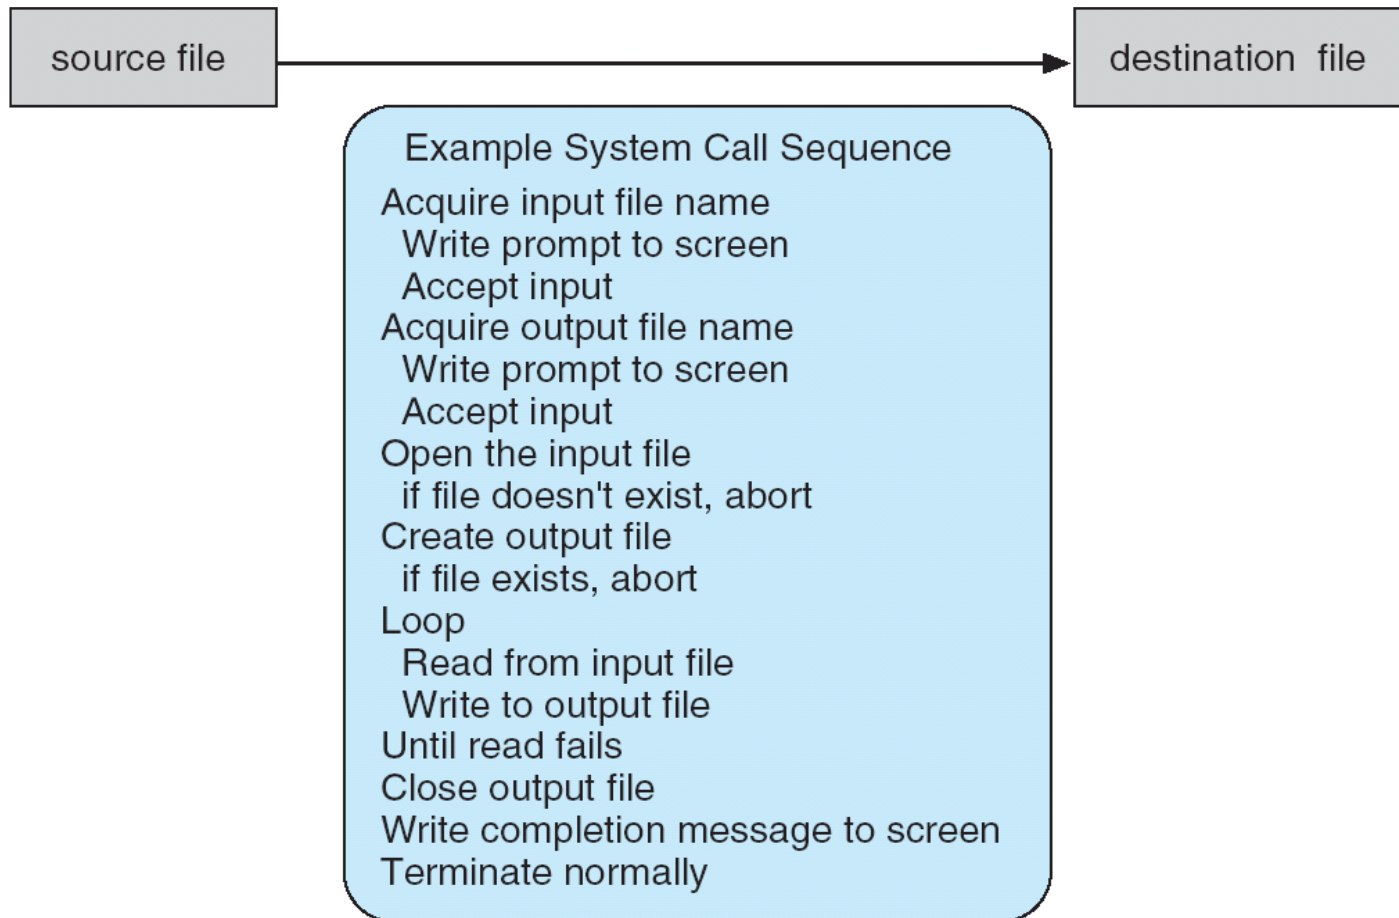 source file
destination file
Example System Call Sequence
Acquire input file name
Write prompt to screen
Accept input
Acquire output file name
Write prompt to screen
Accept input
Open the input file
if file doesn't exist, abort
Create output file
if file exists, abort
Loop
Read from input file
Write to output file
Until read fails
Close output file
Write completion message to screen
Terminate normally